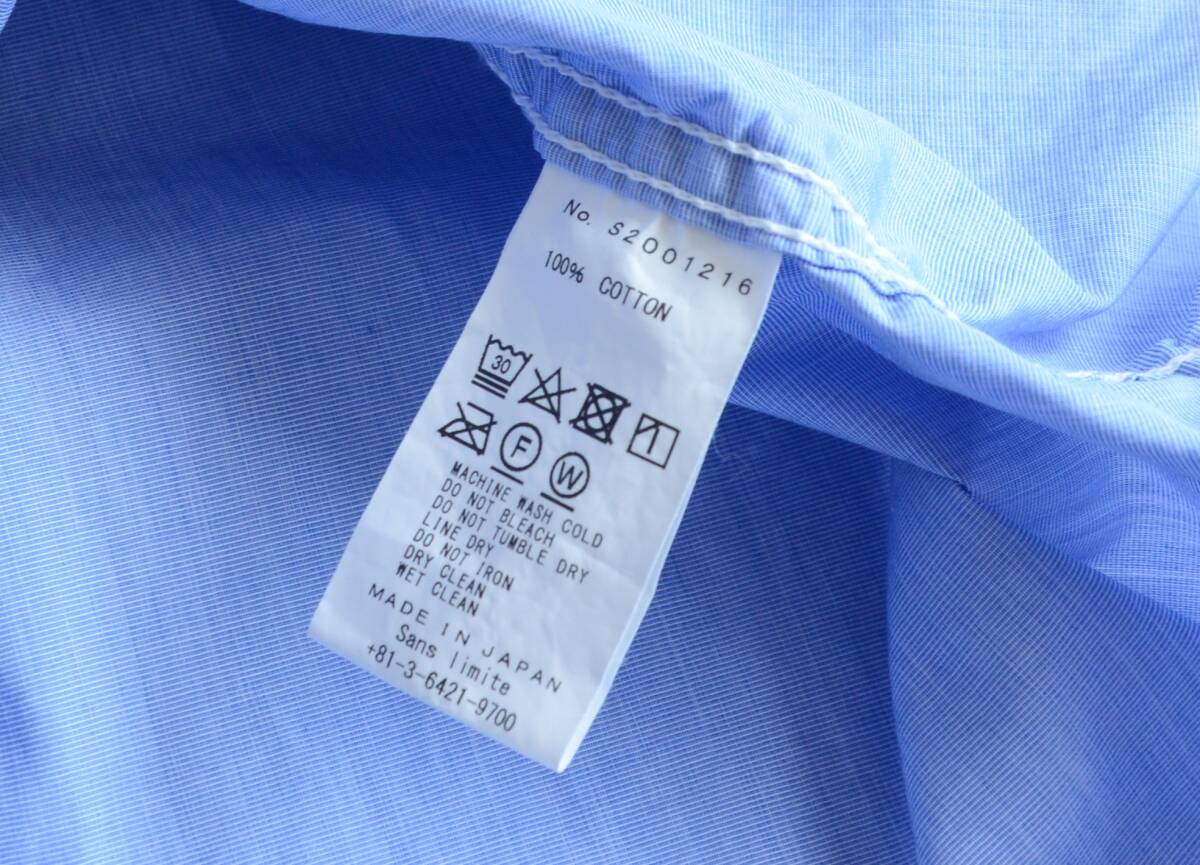 No. S2001216
100% COTTON
30
F W
MACHINE WASH COLD
DO NOT BLEACH
DO NOT TUMBLE DRY
LINE DRY
DO NOT IRON
DRY CLEAN
WET CLEAN
MADE IN JAPAN
Sans limite
+81-3-6421-9700